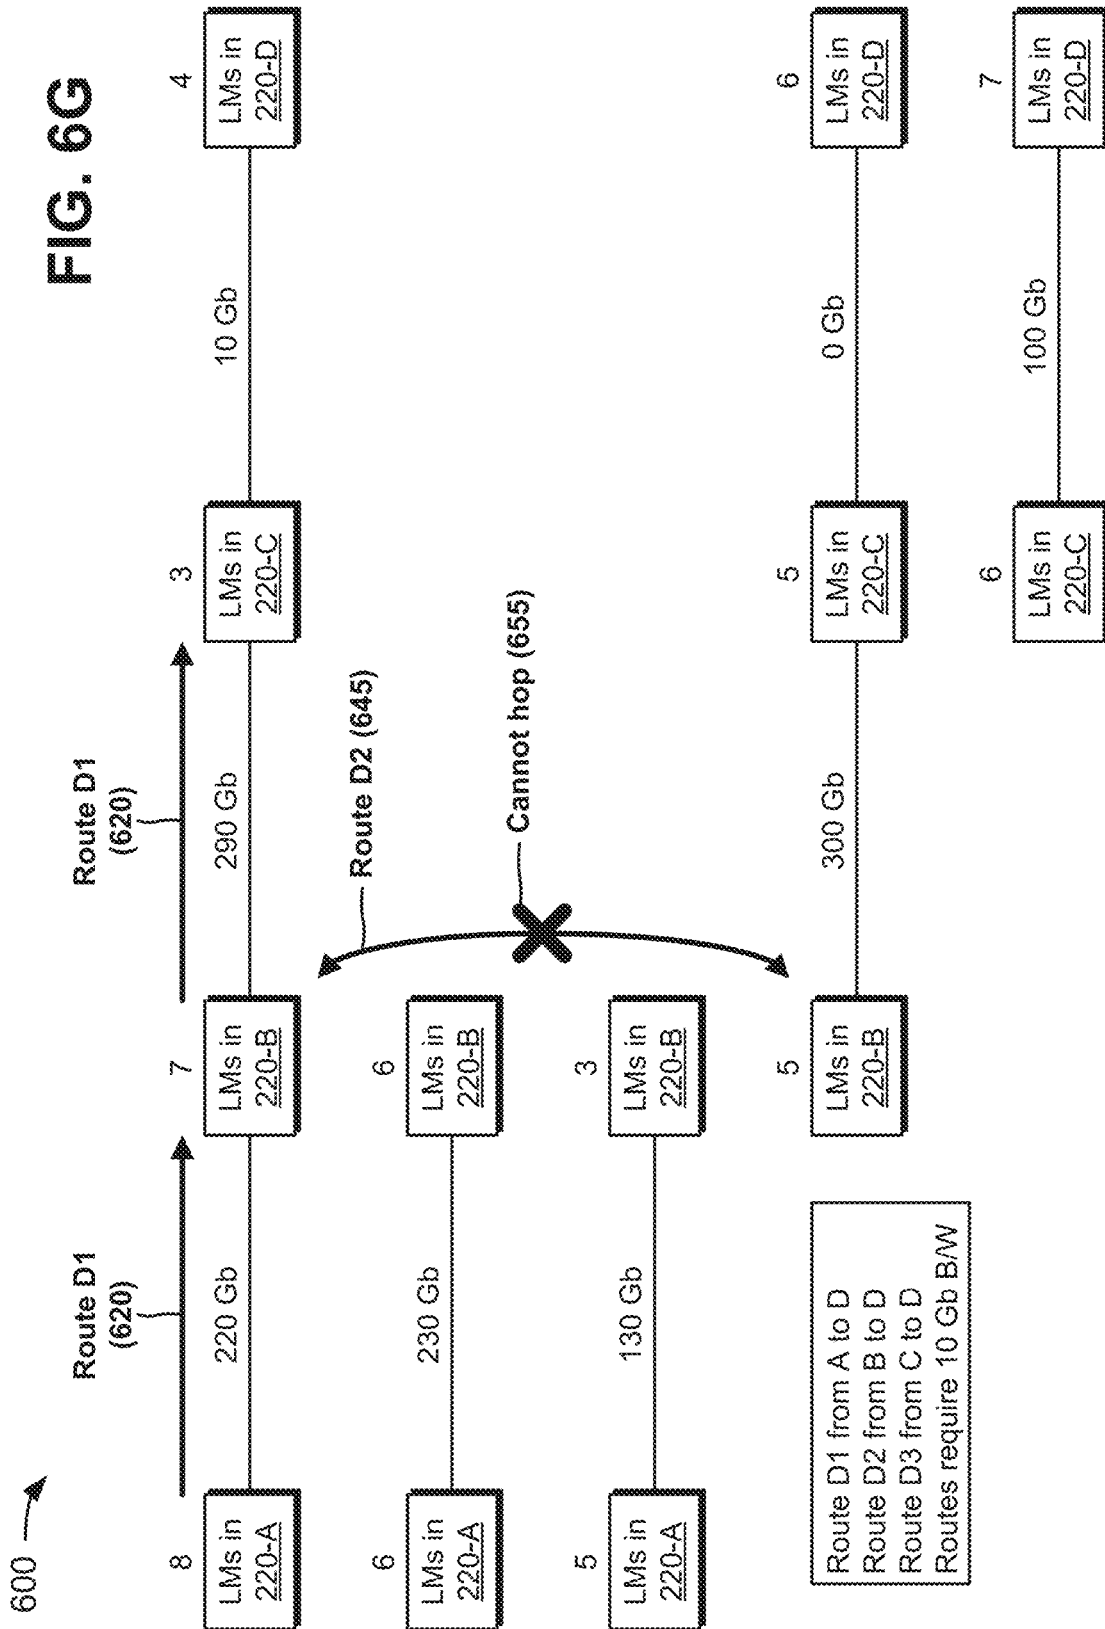 600
FIG. 6G
Route D1
(620)
Route D1
(620)
8
LMs in
220-A
220 Gb
7
LMs in
220-B
290 Gb
3
LMs in
220-C
10 Gb
4
LMs in
220-D
Route D2 (645)
Cannot hop (655)
6
LMs in
220-A
230 Gb
6
LMs in
220-B
5
LMs in
220-A
130 Gb
3
LMs in
220-B
5
LMs in
220-B
300 Gb
5
LMs in
220-C
0 Gb
6
LMs in
220-D
6
LMs in
220-C
100 Gb
7
LMs in
220-D
Route D1 from A to D
Route D2 from B to D
Route D3 from C to D
Routes require 10 Gb B/W